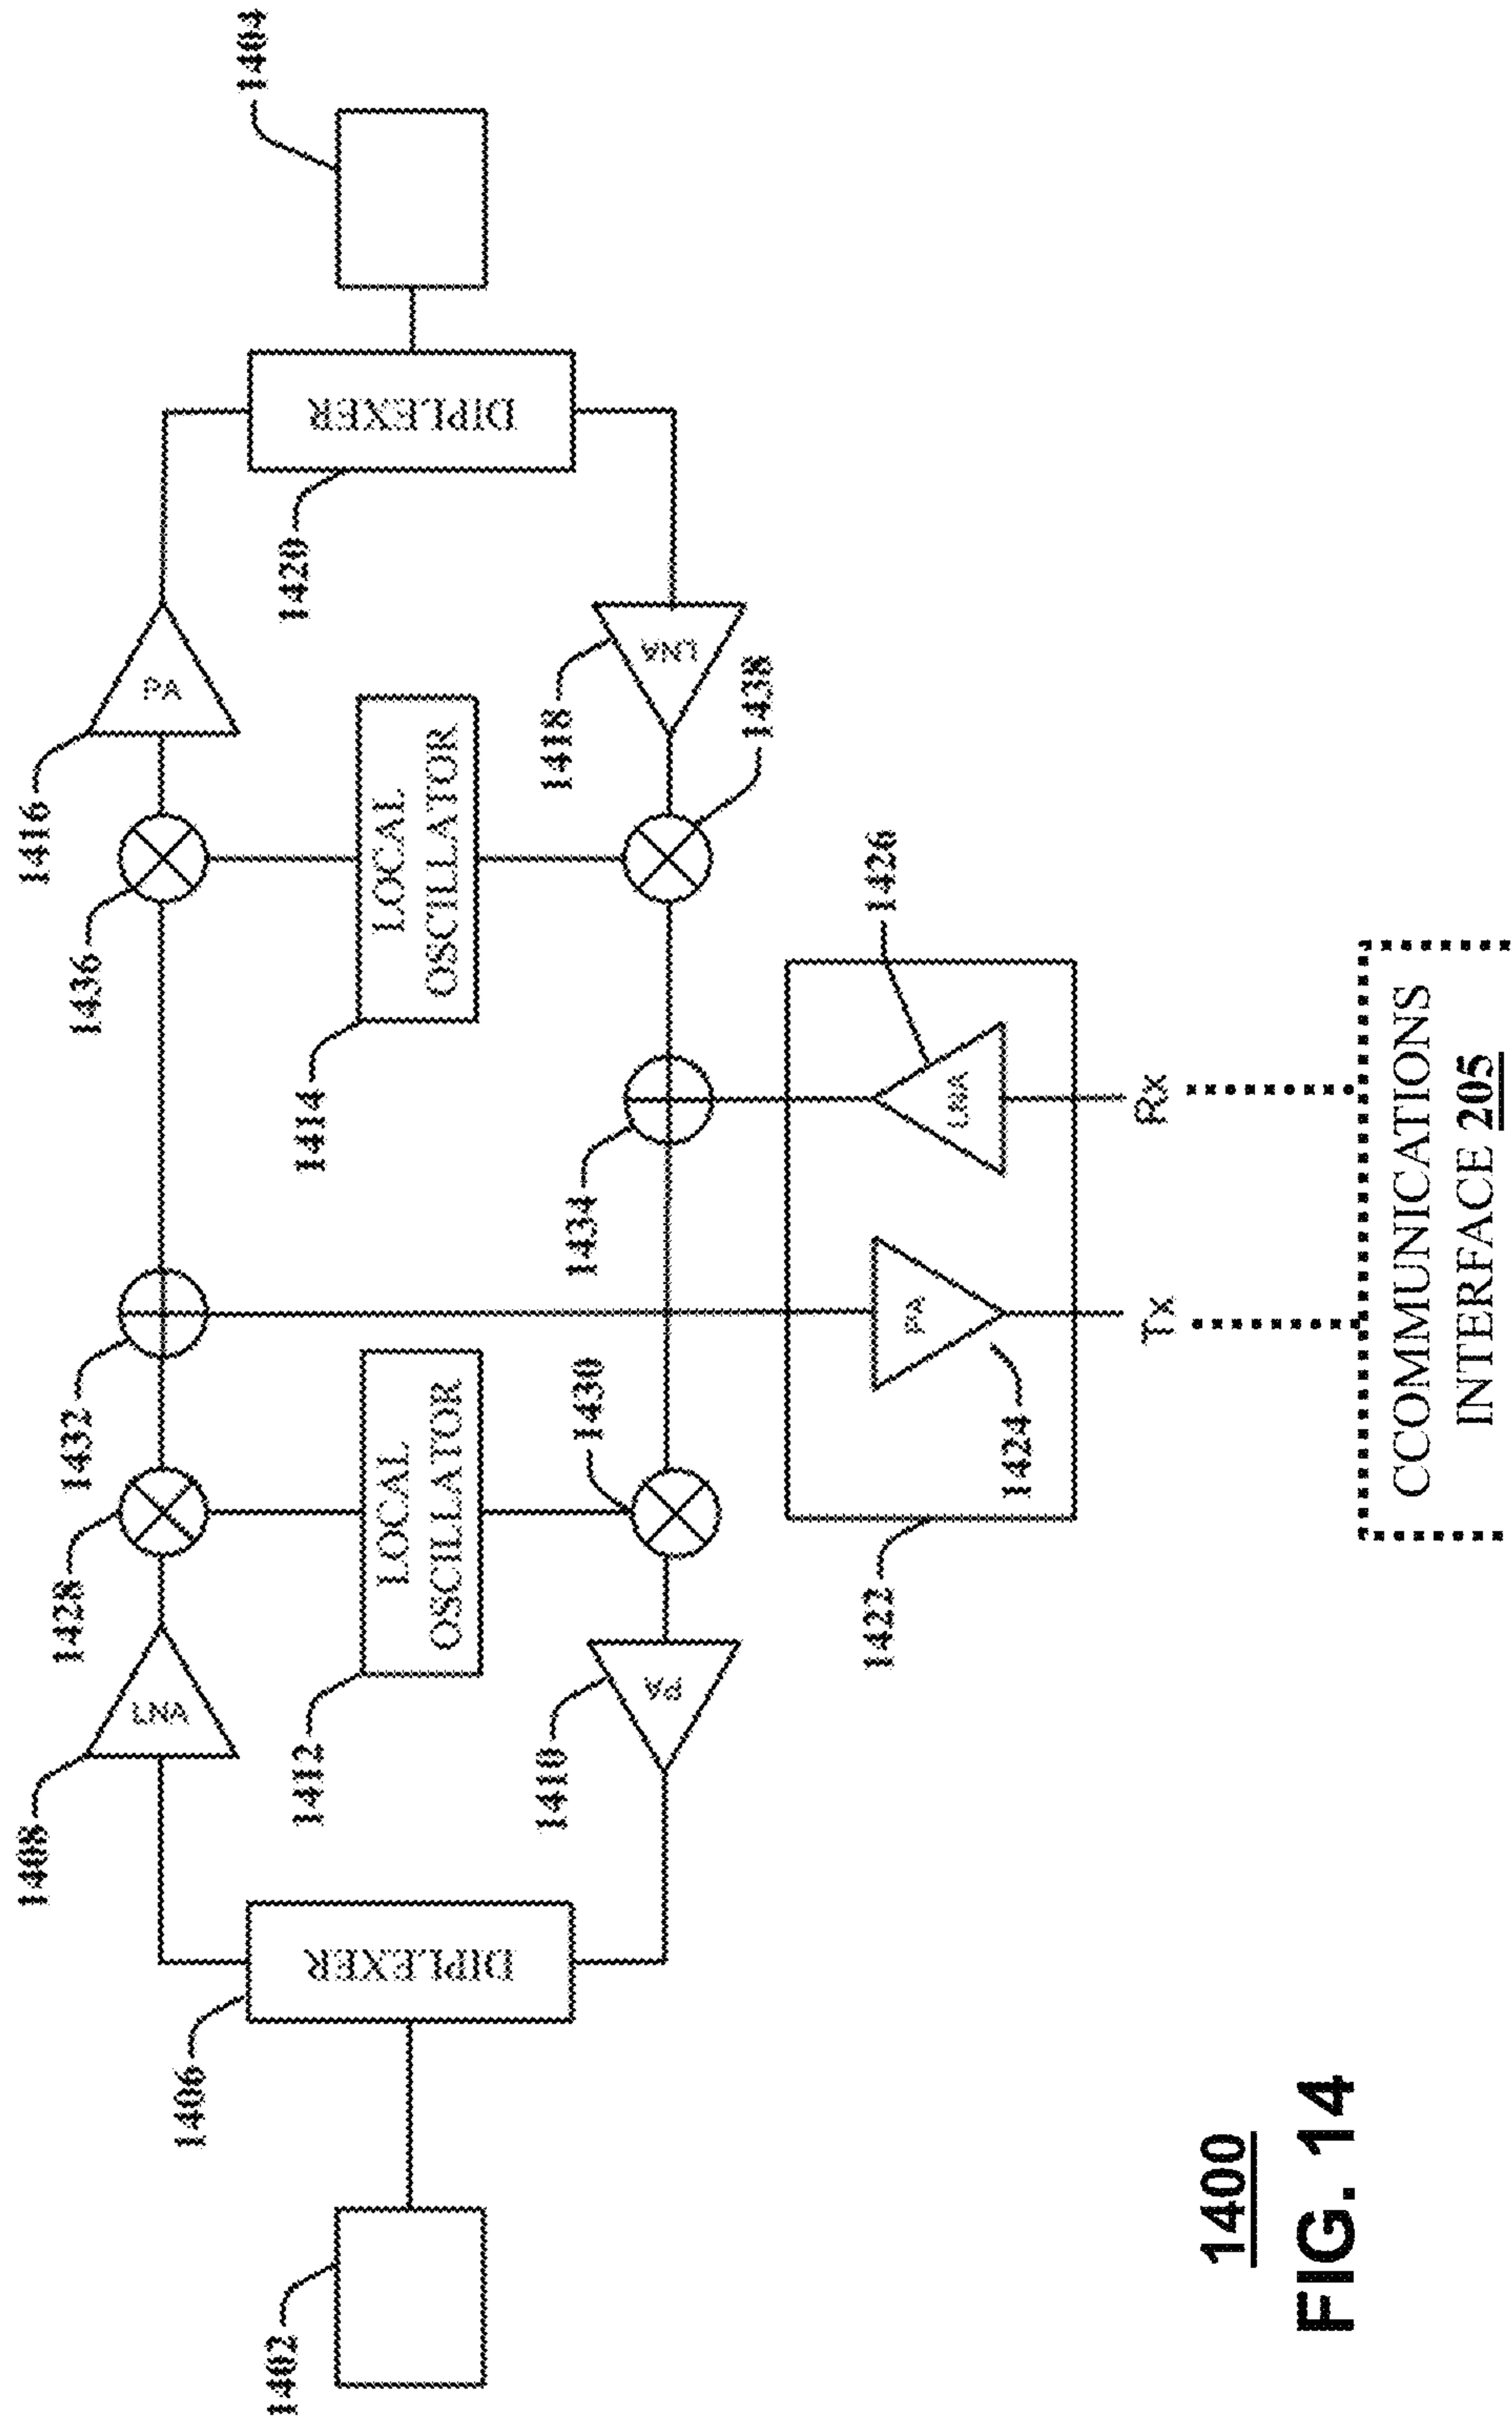 1408
LNA
1428
1432
1436
1416
PA
1406
DIPLEXER
1412
LOCAL
OSCILLATOR
1414
LOCAL
OSCILLATOR
1420
DIPLEXER
1402
1404
1410
PA
1430
1434
1418
LNA
1438
1422
1424
PA
LNA
1426
Tx
Rx
CCOMMUNICATIONS
INTERFACE 205
1400
FIG. 14